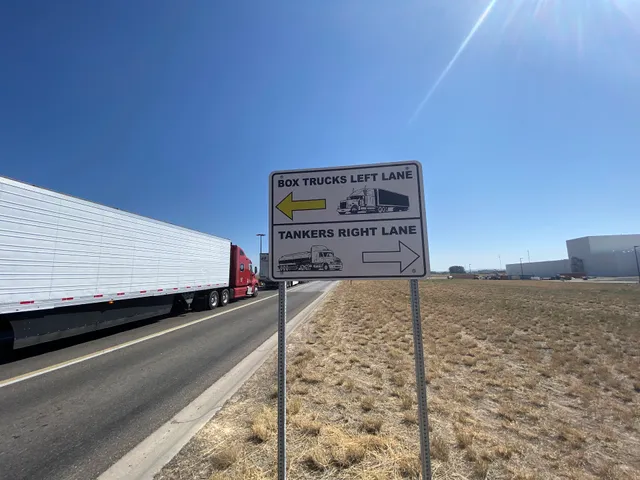 BOX TRUCKS LEFT LANE
TANKERS RIGHT LANE